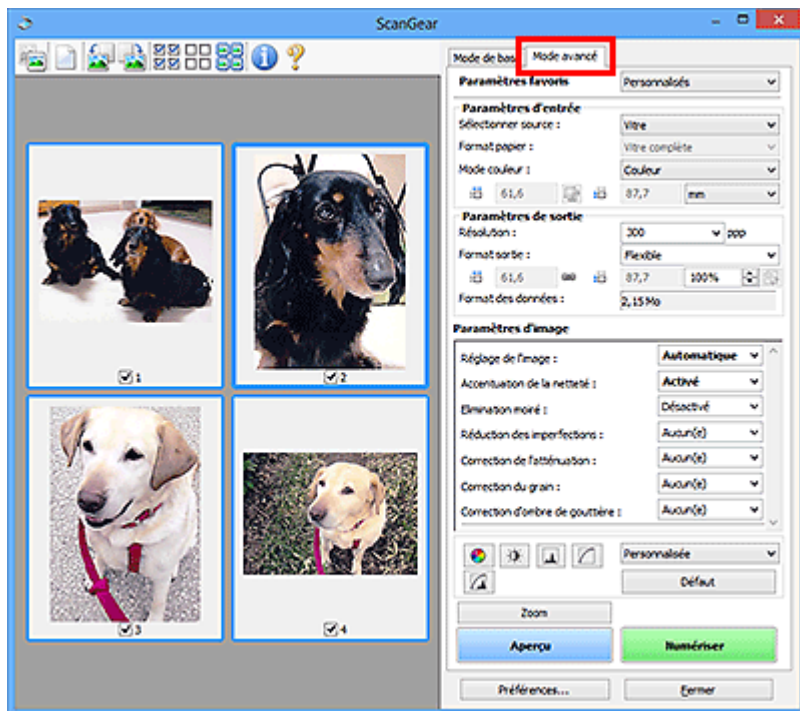 ScanGear
Mode de bas Mode avancé
Paramètres favoris Personnalisés
Paramètres d'entrée
Sélectionner source : Vitre
Format papier : Vitre complète
Mode couleur : Couleur
61,6 87,7 mm
Paramètres de sortie
Résolution : 300 ppp
Format sortie : Flexible
61,6 87,7 100%
Format des données : 2,15 Mo
Paramètres d'image
Réglage de l'image : Automatique
Accentuation de la netteté : Activé
Elimination moiré : Désactivé
Réduction des imperfections : Aucun(e)
Correction de l'atténuation : Aucun(e)
Correction du grain : Aucun(e)
Correction d'ombre de gouttière : Aucun(e)
Personnalisée
Défaut
Zoom
Aperçu Numériser
Préférences... Fermer
1
2
3
4